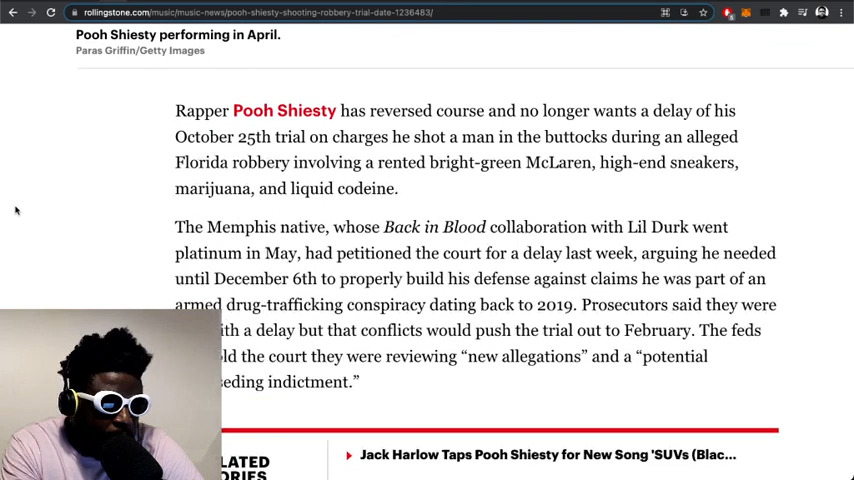 rollingstone.com/music/music-news/pooh-shiesty-shooting-robbery-trial-date-1236483/
Pooh Shiesty performing in April.
Paras Griffin/Getty Images
Rapper Pooh Shiesty has reversed course and no longer wants a delay of his
October 25th trial on charges he shot a man in the buttocks during an alleged
Florida robbery involving a rented bright-green McLaren, high-end sneakers,
marijuana, and liquid codeine.
The Memphis native, whose Back in Blood collaboration with Lil Durk went
platinum in May, had petitioned the court for a delay last week, arguing he needed
until December 6th to properly build his defense against claims he was part of an
armed drug-trafficking conspiracy dating back to 2019. Prosecutors said they were
a delay but that conflicts would push the trial out to February. The feds
the court they were reviewing “new allegations” and a “potential
indictment.”
Jack Harlow Taps Pooh Shiesty for New Song 'SUVs (Blac...